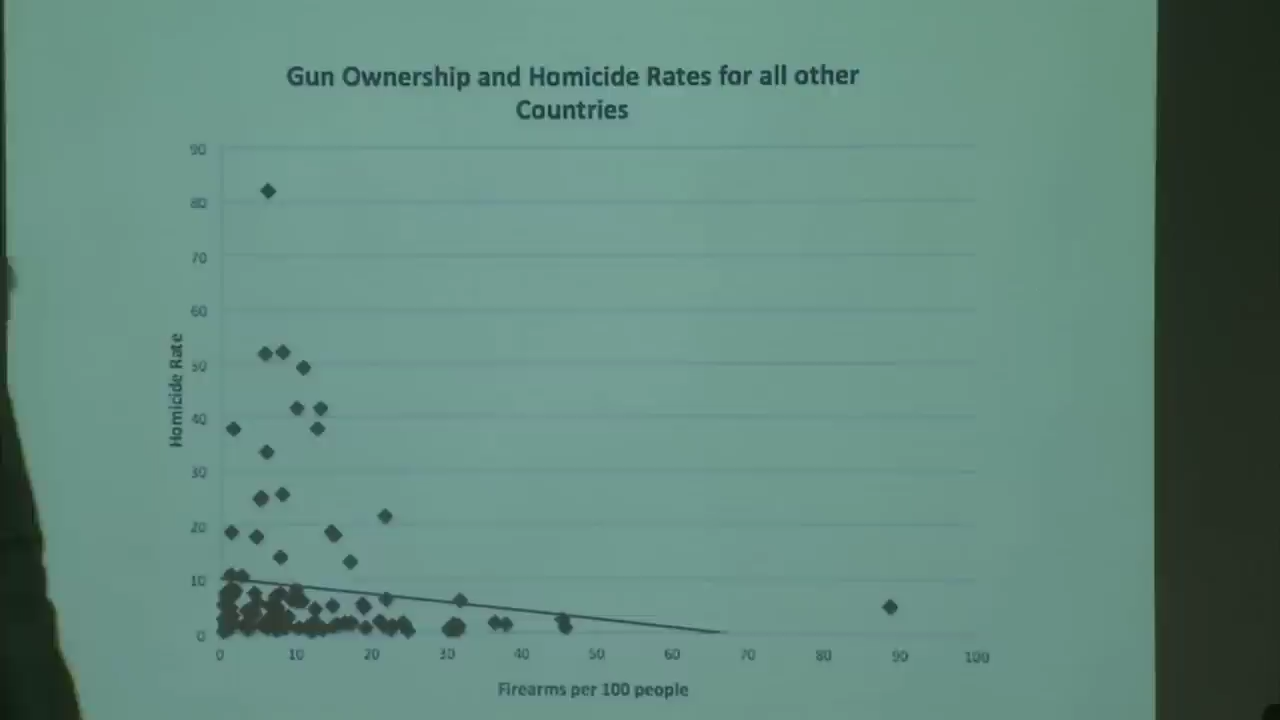 Gun Ownership and Homicide Rates for all other
Countries
90
80
70
60
50
40
30
20
10
0
Homicide Rate
0 10 20 30 40 50 60 70 80 90 100
Firearms per 100 people